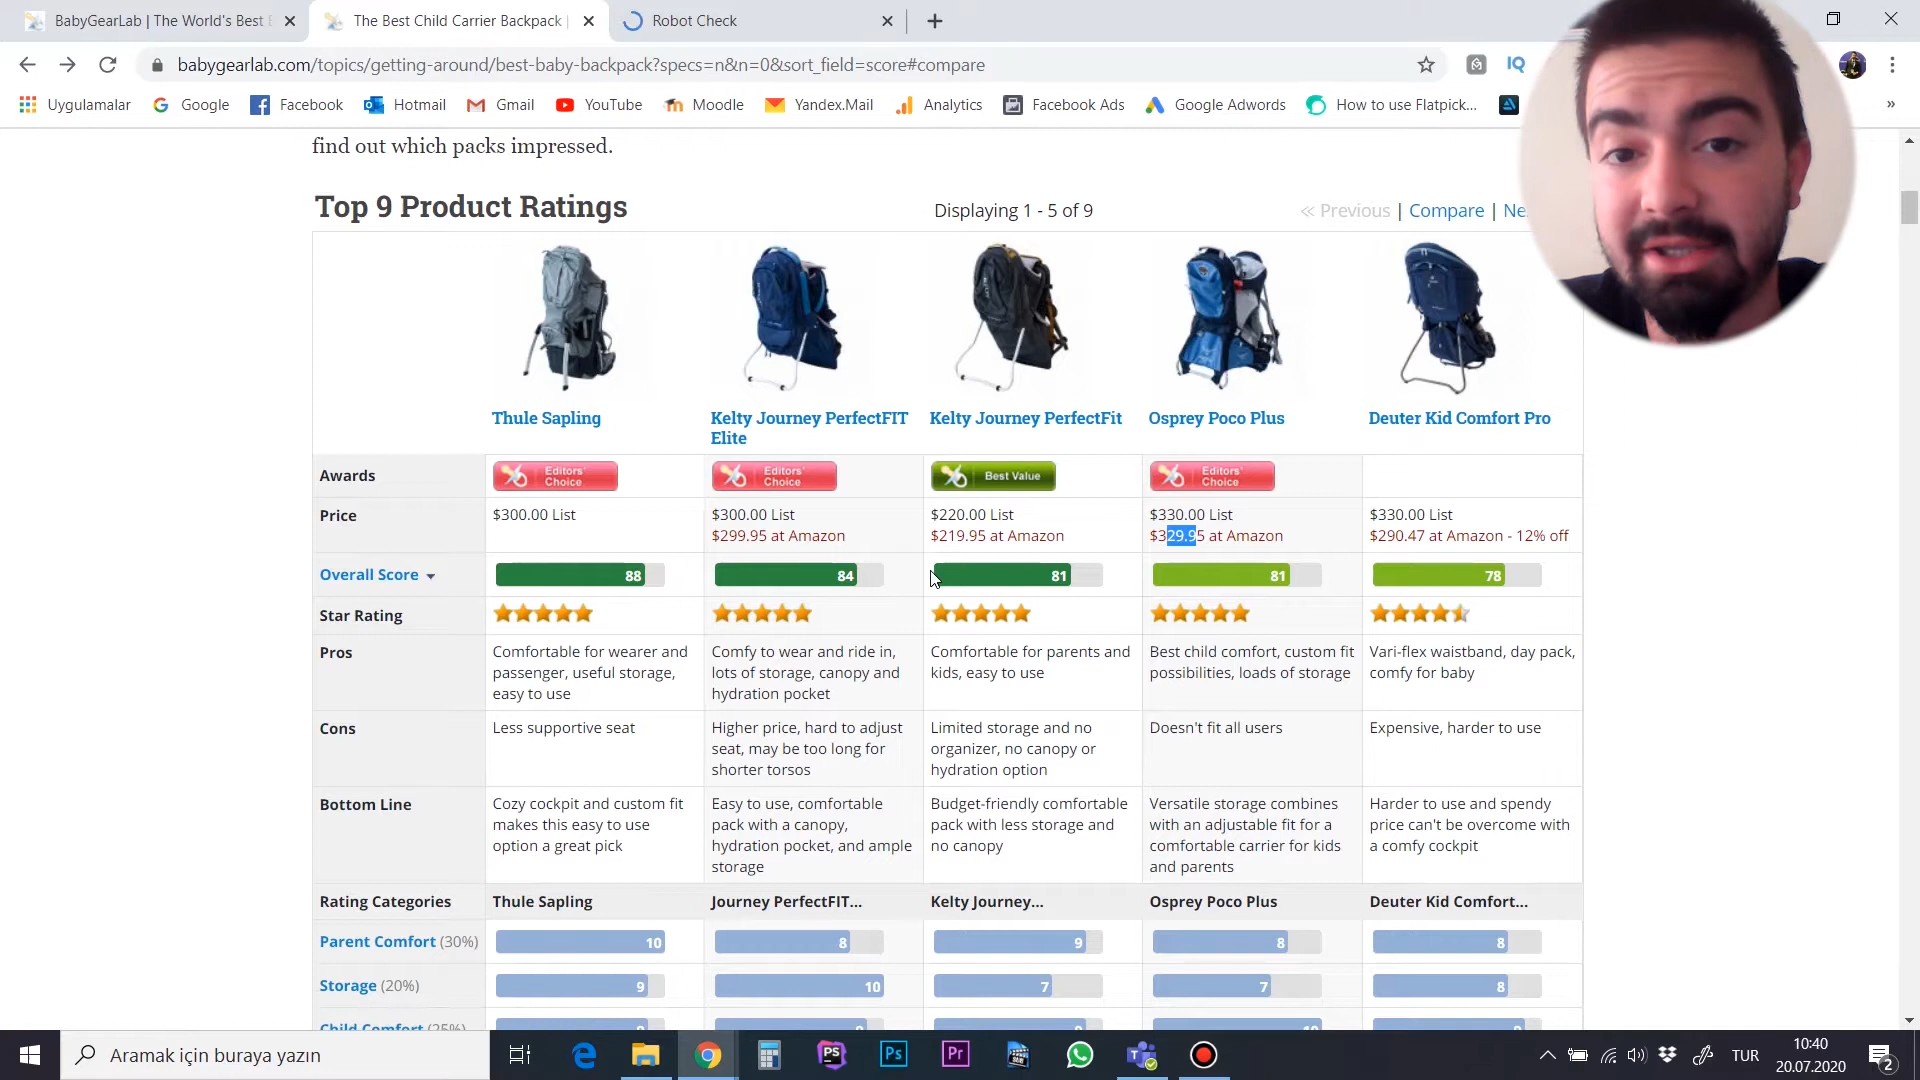 BabyGearLab | The World's Best
The Best Child Carrier Backpack |
Robot Check
babygearlab.com/topics/getting-around/best-baby-backpack?specs=n&n=0&sort_field=score#compare
IQ
Uygulamalar
Google
Facebook
Hotmail
Gmail
YouTube
Moodle
Yandex.Mail
Analytics
Facebook Ads
Google Adwords
How to use Flatpick...
find out which packs impressed.
Top 9 Product Ratings
Displaying 1 - 5 of 9
<< Previous | Compare |
Thule Sapling
Kelty Journey PerfectFIT
Elite
Kelty Journey PerfectFit
Osprey Poco Plus
Deuter Kid Comfort Pro
Awards
Editors'
Choice
Editors'
Choice
Best Value
Editors'
Choice
Price
$300.00 List
$300.00 List
$299.95 at Amazon
$220.00 List
$219.95 at Amazon
$330.00 List
$329.95 at Amazon
$330.00 List
$290.47 at Amazon - 12% off
Overall Score
88
84
81
81
78
Star Rating
Pros
Comfortable for wearer and
passenger, useful storage,
easy to use
Comfy to wear and ride in,
lots of storage, canopy and
hydration pocket
Comfortable for parents and
kids, easy to use
Best child comfort, custom fit
possibilities, loads of storage
Vari-flex waistband, day pack,
comfy for baby
Cons
Less supportive seat
Higher price, hard to adjust
seat, may be too long for
shorter torsos
Limited storage and no
organizer, no canopy or
hydration option
Doesn't fit all users
Expensive, harder to use
Bottom Line
Cozy cockpit and custom fit
makes this easy to use
option a great pick
Easy to use, comfortable
pack with a canopy,
hydration pocket, and ample
storage
Budget-friendly comfortable
pack with less storage and
no canopy
Versatile storage combines
with an adjustable fit for a
comfortable carrier for kids
and parents
Harder to use and spendy
price can't be overcome with
a comfy cockpit
Rating Categories
Thule Sapling
Journey PerfectFIT...
Kelty Journey...
Osprey Poco Plus
Deuter Kid Comfort...
Parent Comfort (30%)
10
8
9
8
8
Storage (20%)
9
10
7
7
8
Child Comfort (25%)
Aramak için buraya yazın
PS
Ps
Pr
TUR
10:40
20.07.2020
2